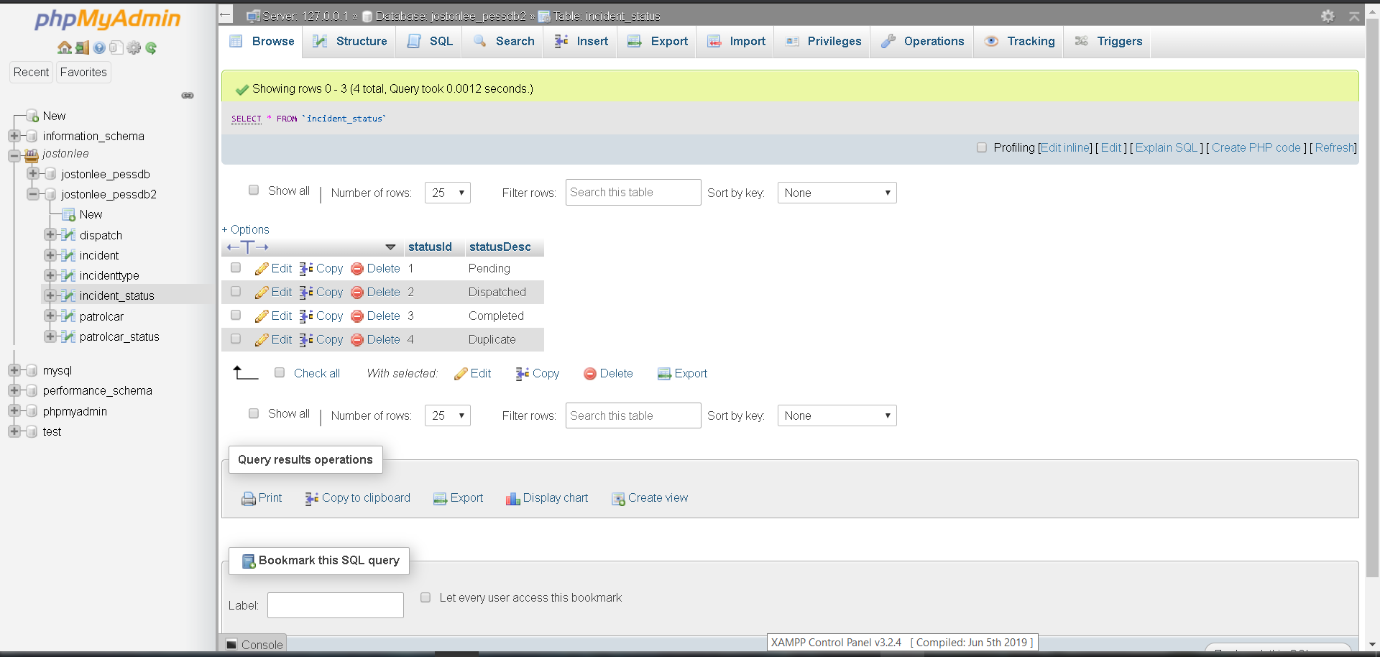 phpMyAdmin
Recent Favorites
New
information_schema
jostonlee
jostonlee_pessdb
jostonlee_pessdb2
New
dispatch
incident
incidenttype
incident_status
patrolcar
patrolcar_status
mysql
performance_schema
phpmyadmin
test
Server: 127.0.0.1 » Database: jostonlee_pessdb2 » Table: incident_status
Browse Structure SQL Search Insert Export Import Privileges Operations Tracking Triggers
Showing rows 0 - 3 (4 total, Query took 0.0012 seconds.)
SELECT * FROM `incident_status`
Profiling [Edit inline] [ Edit ] [ Explain SQL ] [ Create PHP code ] [ Refresh]
Show all | Number of rows: 25 Filter rows: Search this table Sort by key: None
+ Options
←T→ statusId statusDesc
Edit Copy Delete 1 Pending
Edit Copy Delete 2 Dispatched
Edit Copy Delete 3 Completed
Edit Copy Delete 4 Duplicate
Check all With selected: Edit Copy Delete Export
Show all | Number of rows: 25 Filter rows: Search this table Sort by key: None
Query results operations
Print Copy to clipboard Export Display chart Create view
Bookmark this SQL query
Label: Let every user access this bookmark
Console
XAMPP Control Panel v3.2.4 [ Compiled: Jun 5th 2019 ]